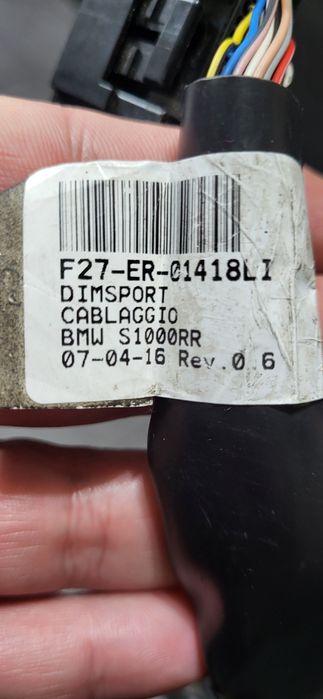 F27-ER-01418LI
DIMSPORT
CABLAGGIO
BMW S1000RR
07-04-16 Rev.0.6